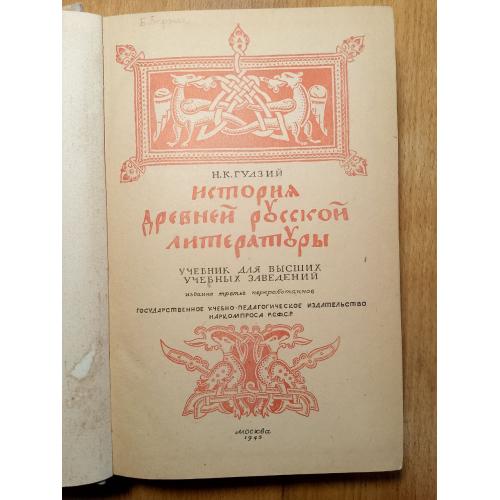 Н.К.ГУДЗИЙ
ИСТОРИЯ
ДРЕВНЕЙ РУССКОЙ
ЛИТЕРАТУРЫ
УЧЕБНИК ДЛЯ ВЫСШИХ
УЧЕБНЫХ ЗАВЕДЕНИЙ
издание третье переработанное
ГОСУДАРСТВЕННОЕ УЧЕБНО-ПЕДАГОГИЧЕСКОЕ ИЗДАТЕЛЬСТВО
НАРКОМПРОСА РСФСР
МОСКВА
1945